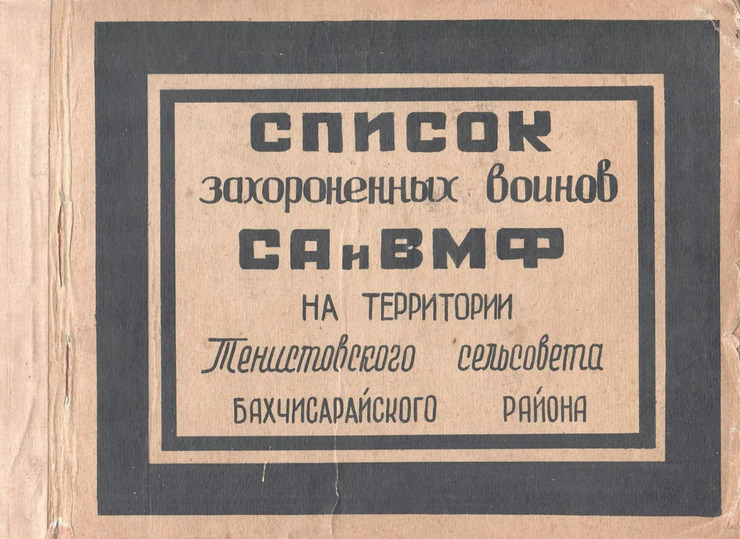 СПИСОК
захороненных воинов
СА и ВМФ
НА ТЕРРИТОРИИ
Тенистовского сельсовета
БАХЧИСАРАЙСКОГО РАЙОНА